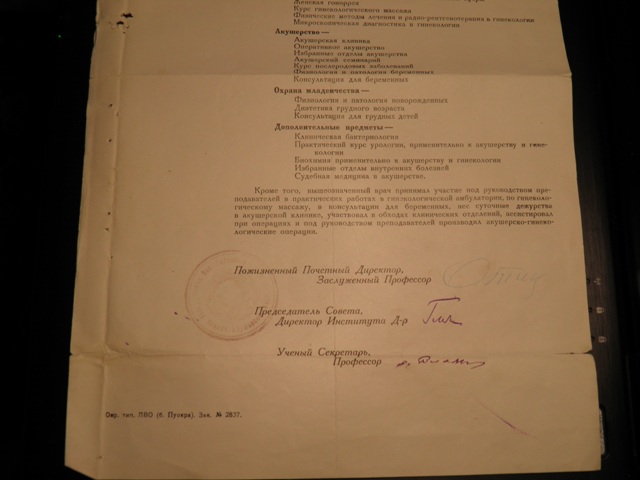 Женская гоноррея
Курс гинекологического массажа
Физические методы лечения и радио-рентгенотерапия в гинекологии
Микроскопическая диагностика в гинекологии
Акушерство—
Акушерская клиника
Оперативное акушерство
Избранные отделы акушерства
Акушерский семинарий
Курс послеродовых заболеваний
Физиология и патология беременных
Консультация для беременных
Охрана младенчества—
Физиология и патология новорожденных
Диэтетика грудного возраста
Консультация для грудных детей
Дополнительные предметы—
Клиническая бактериология
Практический курс урологии, применительно к акушерству и гине-
кологии
Биохимия применительно к акушерству и гинекологии
Избранные отделы внутренних болезней
Судебная медицина в акушерстве.
Кроме того, вышеозначенный врач принимал участие под руководством пре-
подавателей в практических работах в гинекологической амбулатории, по гинеколо-
гическому массажу, в консультации для беременных, нес суточные дежурства
в акушерской клинике, участвовал в обходах клинических отделений, ассистировал
при операциях и под руководством преподавателей производил акушерско-гинеко-
логические операции.
Пожизненный Почетный Директор,
Заслуженный Профессор
Председатель Совета,
Директор Института Д-р
Ученый Секретарь,
Профессор
Окр. тип. ЛВО (б. Пузера). Зак. № 2837.